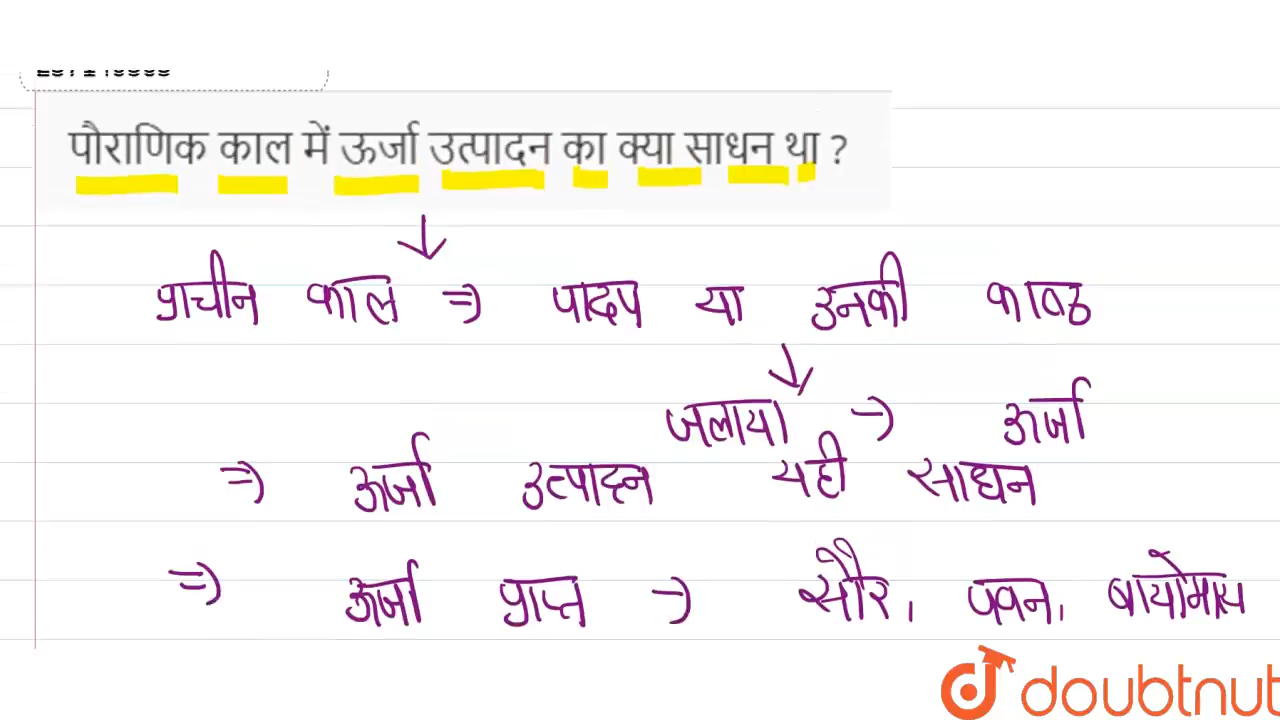 पौराणिक काल में ऊर्जा उत्पादन का क्या साधन था ?
प्राचीन काल ⇒ पादप या उनकी काष्ठ
जलाया → ऊर्जा
⇒ ऊर्जा उत्पादन यही साधन
⇒ ऊर्जा प्राप्त → सौर, पवन, बायोमास
doubtnut